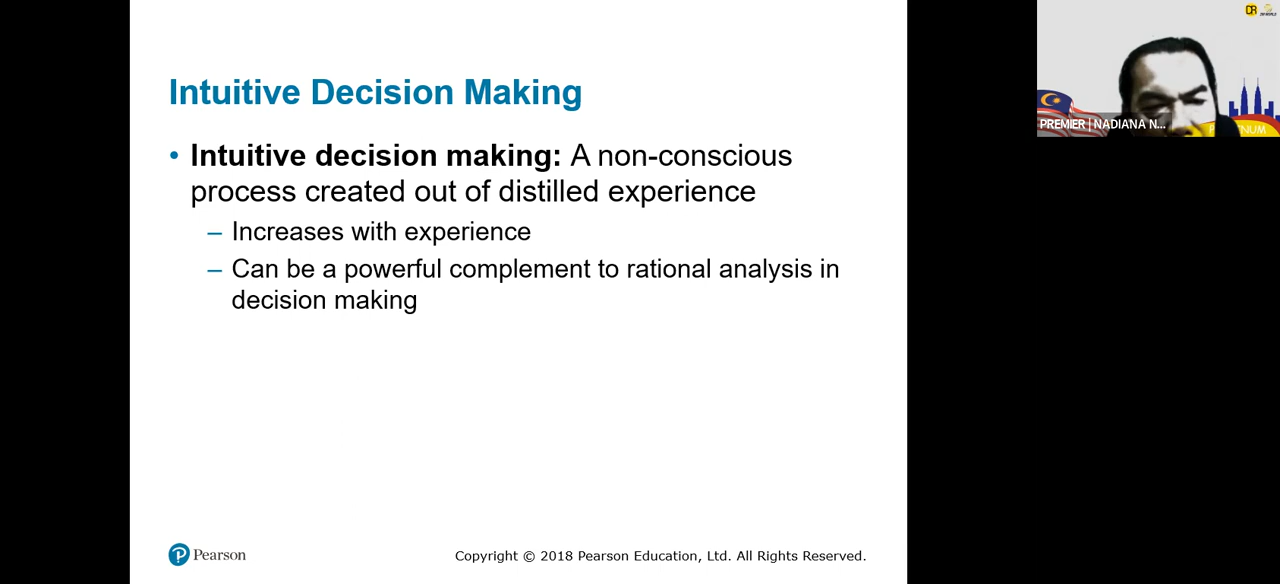 Intuitive Decision Making
• Intuitive decision making: A non-conscious
process created out of distilled experience
– Increases with experience
– Can be a powerful complement to rational analysis in
decision making
Pearson
Copyright © 2018 Pearson Education, Ltd. All Rights Reserved.
PREMIER | NADIANA N...
DR